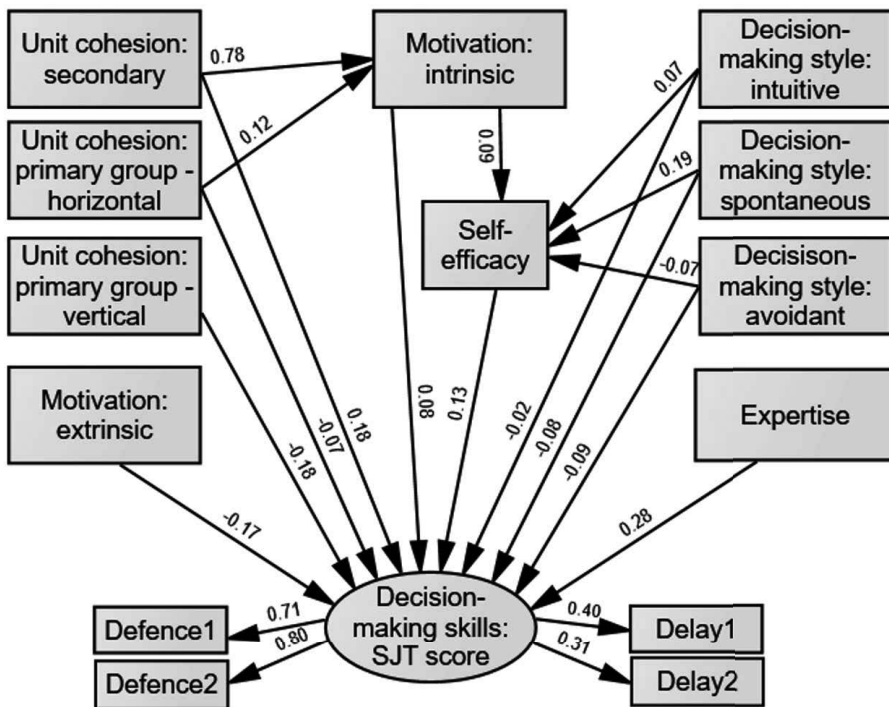 Unit cohesion:
secondary
Motivation:
intrinsic
Decision-
making style:
intuitive
0.78
0.12
0.07
0.09
Unit cohesion:
primary group -
horizontal
Decision-
making style:
spontaneous
0.19
Self-
efficacy
Unit cohesion:
primary group -
vertical
Decisison-
making style:
avoidant
-0.07
Motivation:
extrinsic
Expertise
0.18
-0.07
-0.18
0.08
0.13
-0.02
-0.08
-0.09
-0.17
0.28
Decision-
making skills:
SJT score
0.71
0.80
Defence1
Defence2
0.40
0.31
Delay1
Delay2